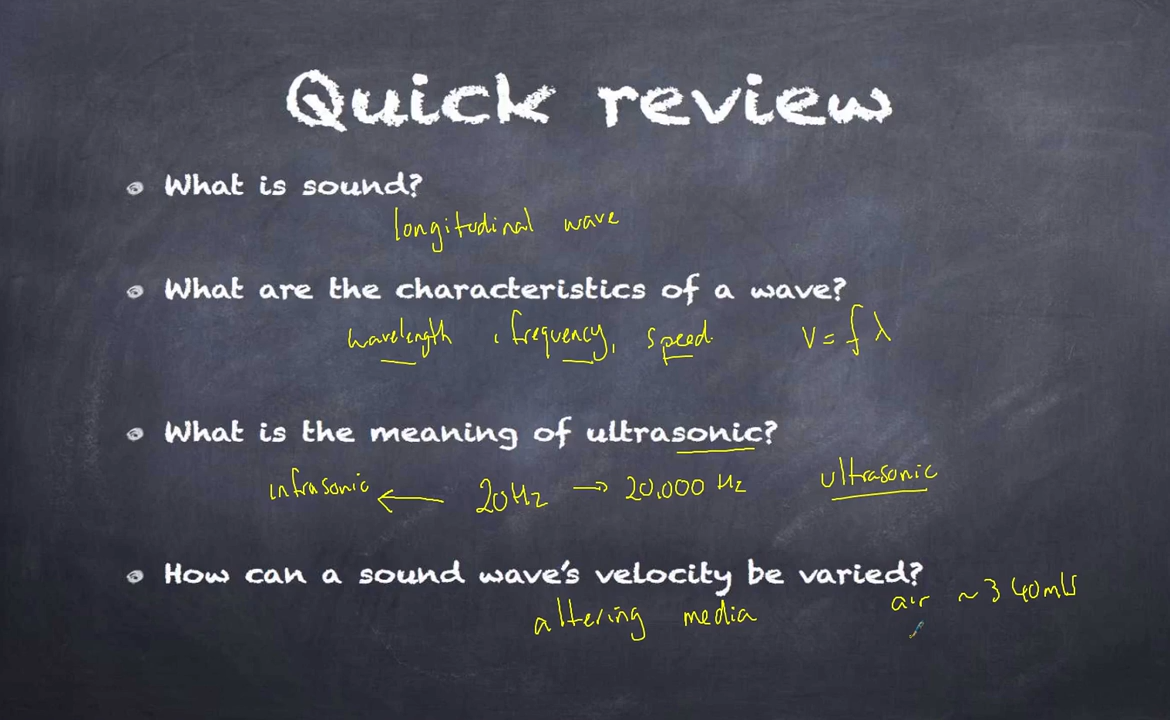 Quick review
What is sound?
longitudinal wave
What are the characteristics of a wave?
wavelength, frequency, speed V = f λ
What is the meaning of ultrasonic?
infrasonic ← 20Hz → 20,000 Hz ultrasonic
How can a sound wave's velocity be varied?
altering media air ~340m/s